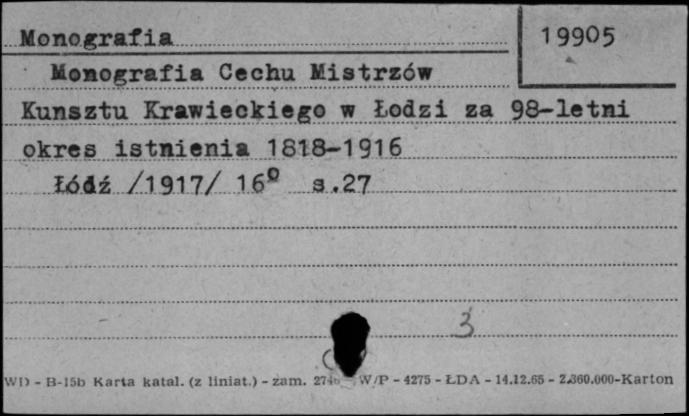 Monografia
19905
Monografia Cechu Mistrzów
Kunsztu Krawieckiego w Łodzi za 98-letni
okres istnienia 1818-1916
Łódź /1917/ 16º s.27
3
WD - B-15b Karta katal. (z liniat.) - zam. W/P - 4275 - ŁDA - 14.12.65 - 2.360.000-Karton